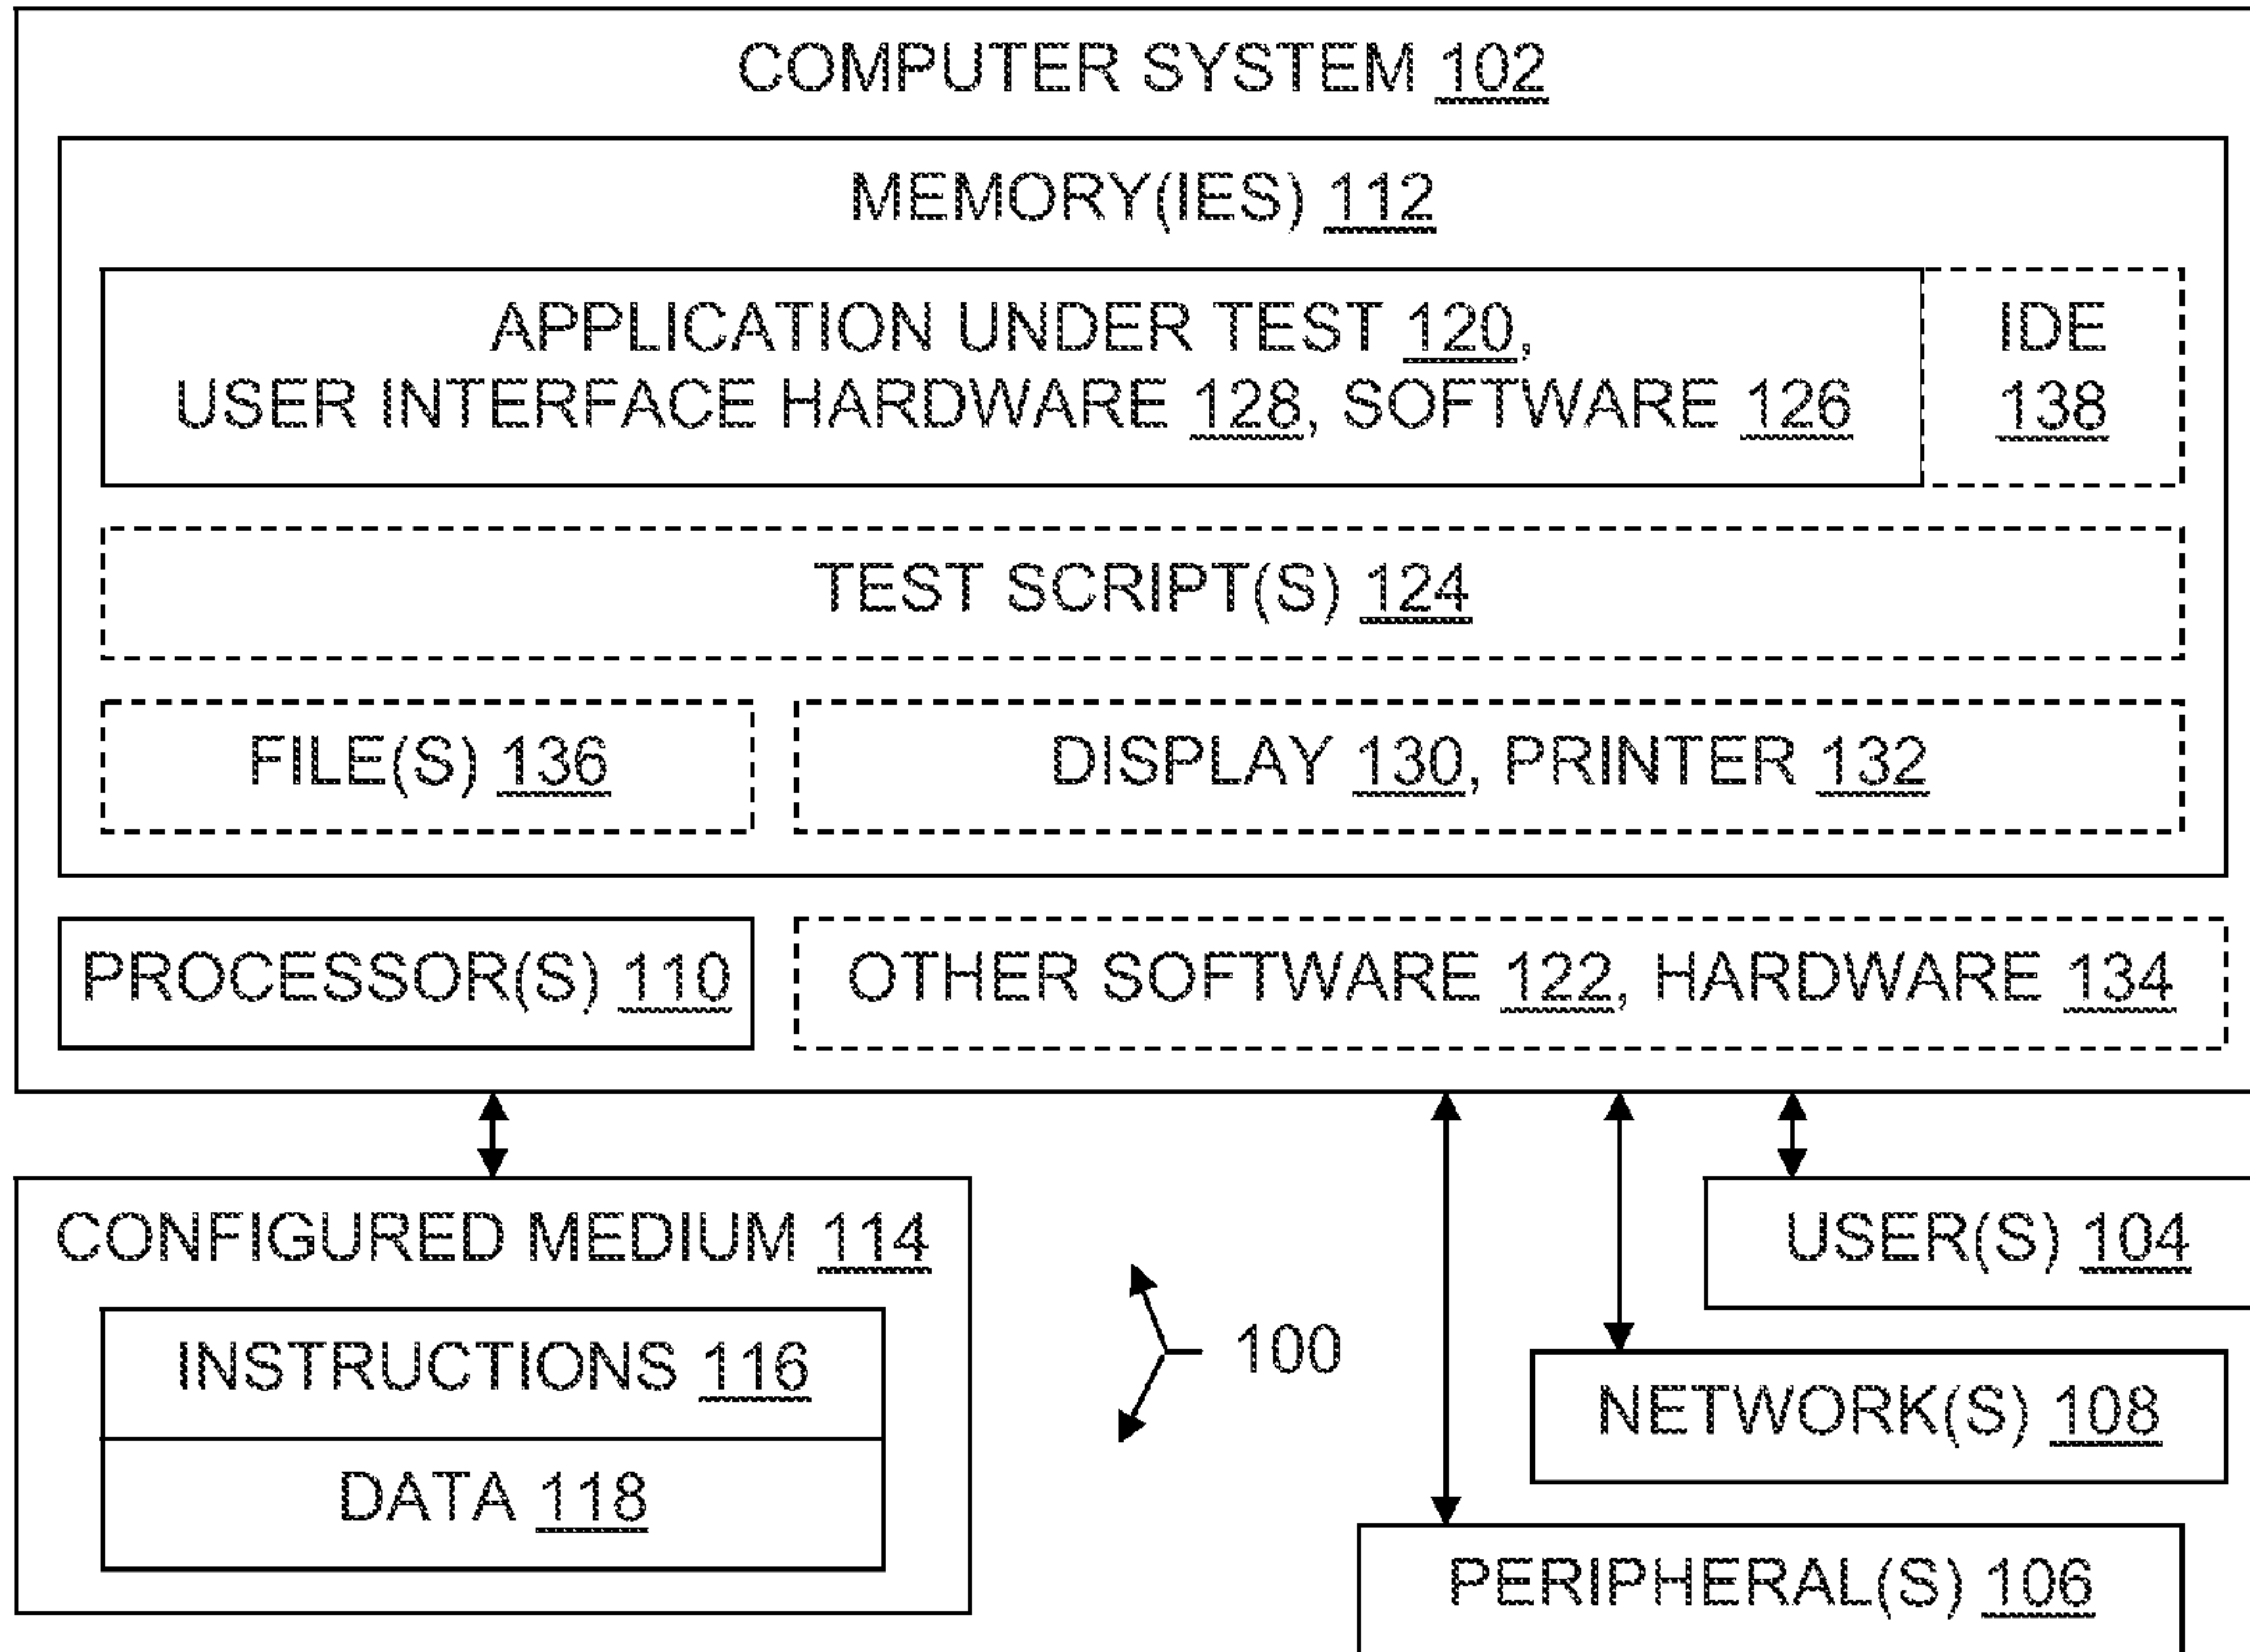 COMPUTER SYSTEM 102
MEMORY(IES) 112
APPLICATION UNDER TEST 120,
USER INTERFACE HARDWARE 128, SOFTWARE 126
IDE
138
TEST SCRIPT(S) 124
FILE(S) 136
DISPLAY 130, PRINTER 132
PROCESSOR(S) 110
OTHER SOFTWARE 122, HARDWARE 134
CONFIGURED MEDIUM 114
INSTRUCTIONS 116
DATA 118
100
USER(S) 104
NETWORK(S) 108
PERIPHERAL(S) 106